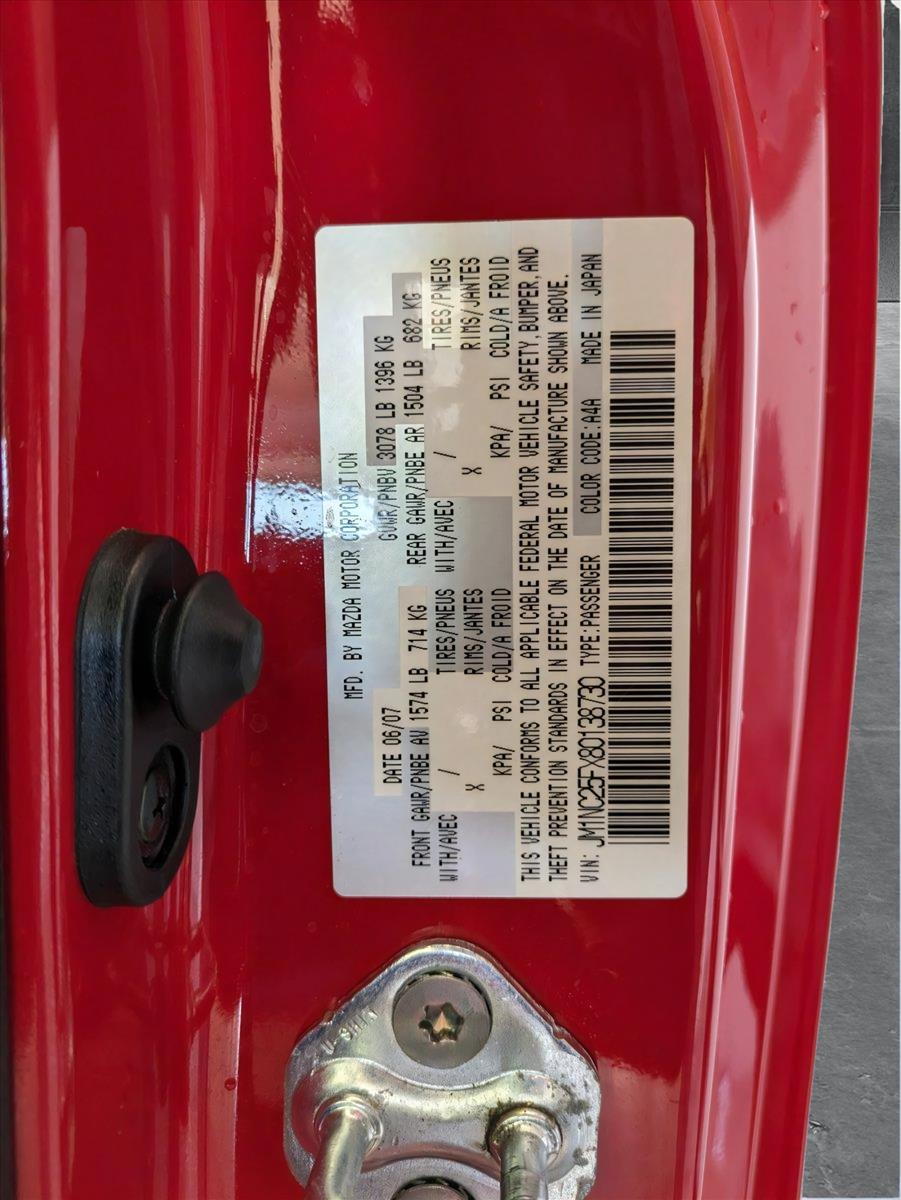 MFD. BY MAZDA MOTOR CORPORATION
DATE 06/07 GVWR/PNBV 3078 LB 1396 KG
FRONT GAWR/PNBE AV 1574 LB 714 KG REAR GAWR/PNBE AR 1504 LB 682 KG
WITH/AVEC / TIRES/PNEUS WITH/AVEC / TIRES/PNEUS
X RIMS/JANTES X RIMS/JANTES
KPA/ PSI COLD/A FROID KPA/ PSI COLD/A FROID
THIS VEHICLE CONFORMS TO ALL APPLICABLE FEDERAL MOTOR VEHICLE SAFETY, BUMPER, AND
THEFT PREVENTION STANDARDS IN EFFECT ON THE DATE OF MANUFACTURE SHOWN ABOVE.
VIN: JM1NC25FX80138730 TYPE:PASSENGER COLOR CODE:A4A MADE IN JAPAN
U-SHIN